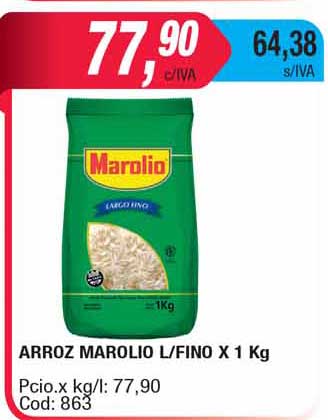 77,90
c/IVA
64,38
s/IVA
Marolio
LARGO FINO
1Kg
ARROZ MAROLIO L/FINO X 1 Kg
Pcio.x kg/l: 77,90
Cod: 863